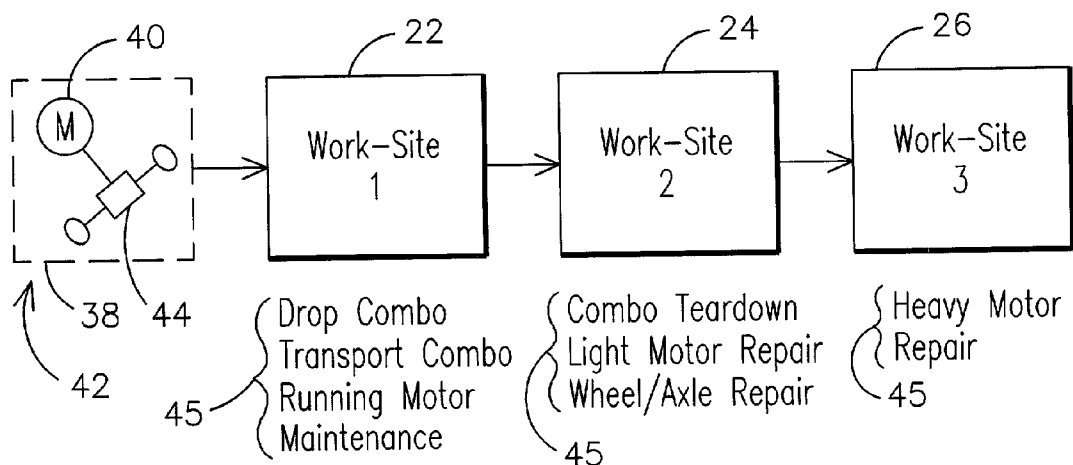 40
22
24
26
M
Work-Site
1
Work-Site
2
Work-Site
3
38
44
42
45
Drop Combo
Transport Combo
Running Motor
Maintenance
45
Combo Teardown
Light Motor Repair
Wheel/Axle Repair
45
Heavy Motor
Repair